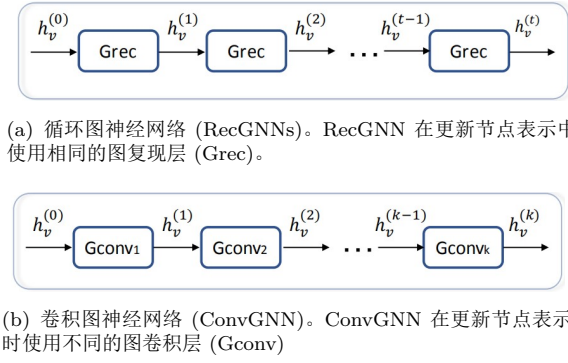 h_v^{(0)} h_v^{(1)} h_v^{(2)} ... h_v^{(t-1)} h_v^{(t)}
Grec Grec Grec
(a) 循环图神经网络 (RecGNNs)。RecGNN 在更新节点表示中
使用相同的图复现层 (Grec)。
h_v^{(0)} h_v^{(1)} h_v^{(2)} ... h_v^{(k-1)} h_v^{(k)}
Gconv₁ Gconv₂ Gconvₖ
(b) 卷积图神经网络 (ConvGNN)。ConvGNN 在更新节点表示
时使用不同的图卷积层 (Gconv)